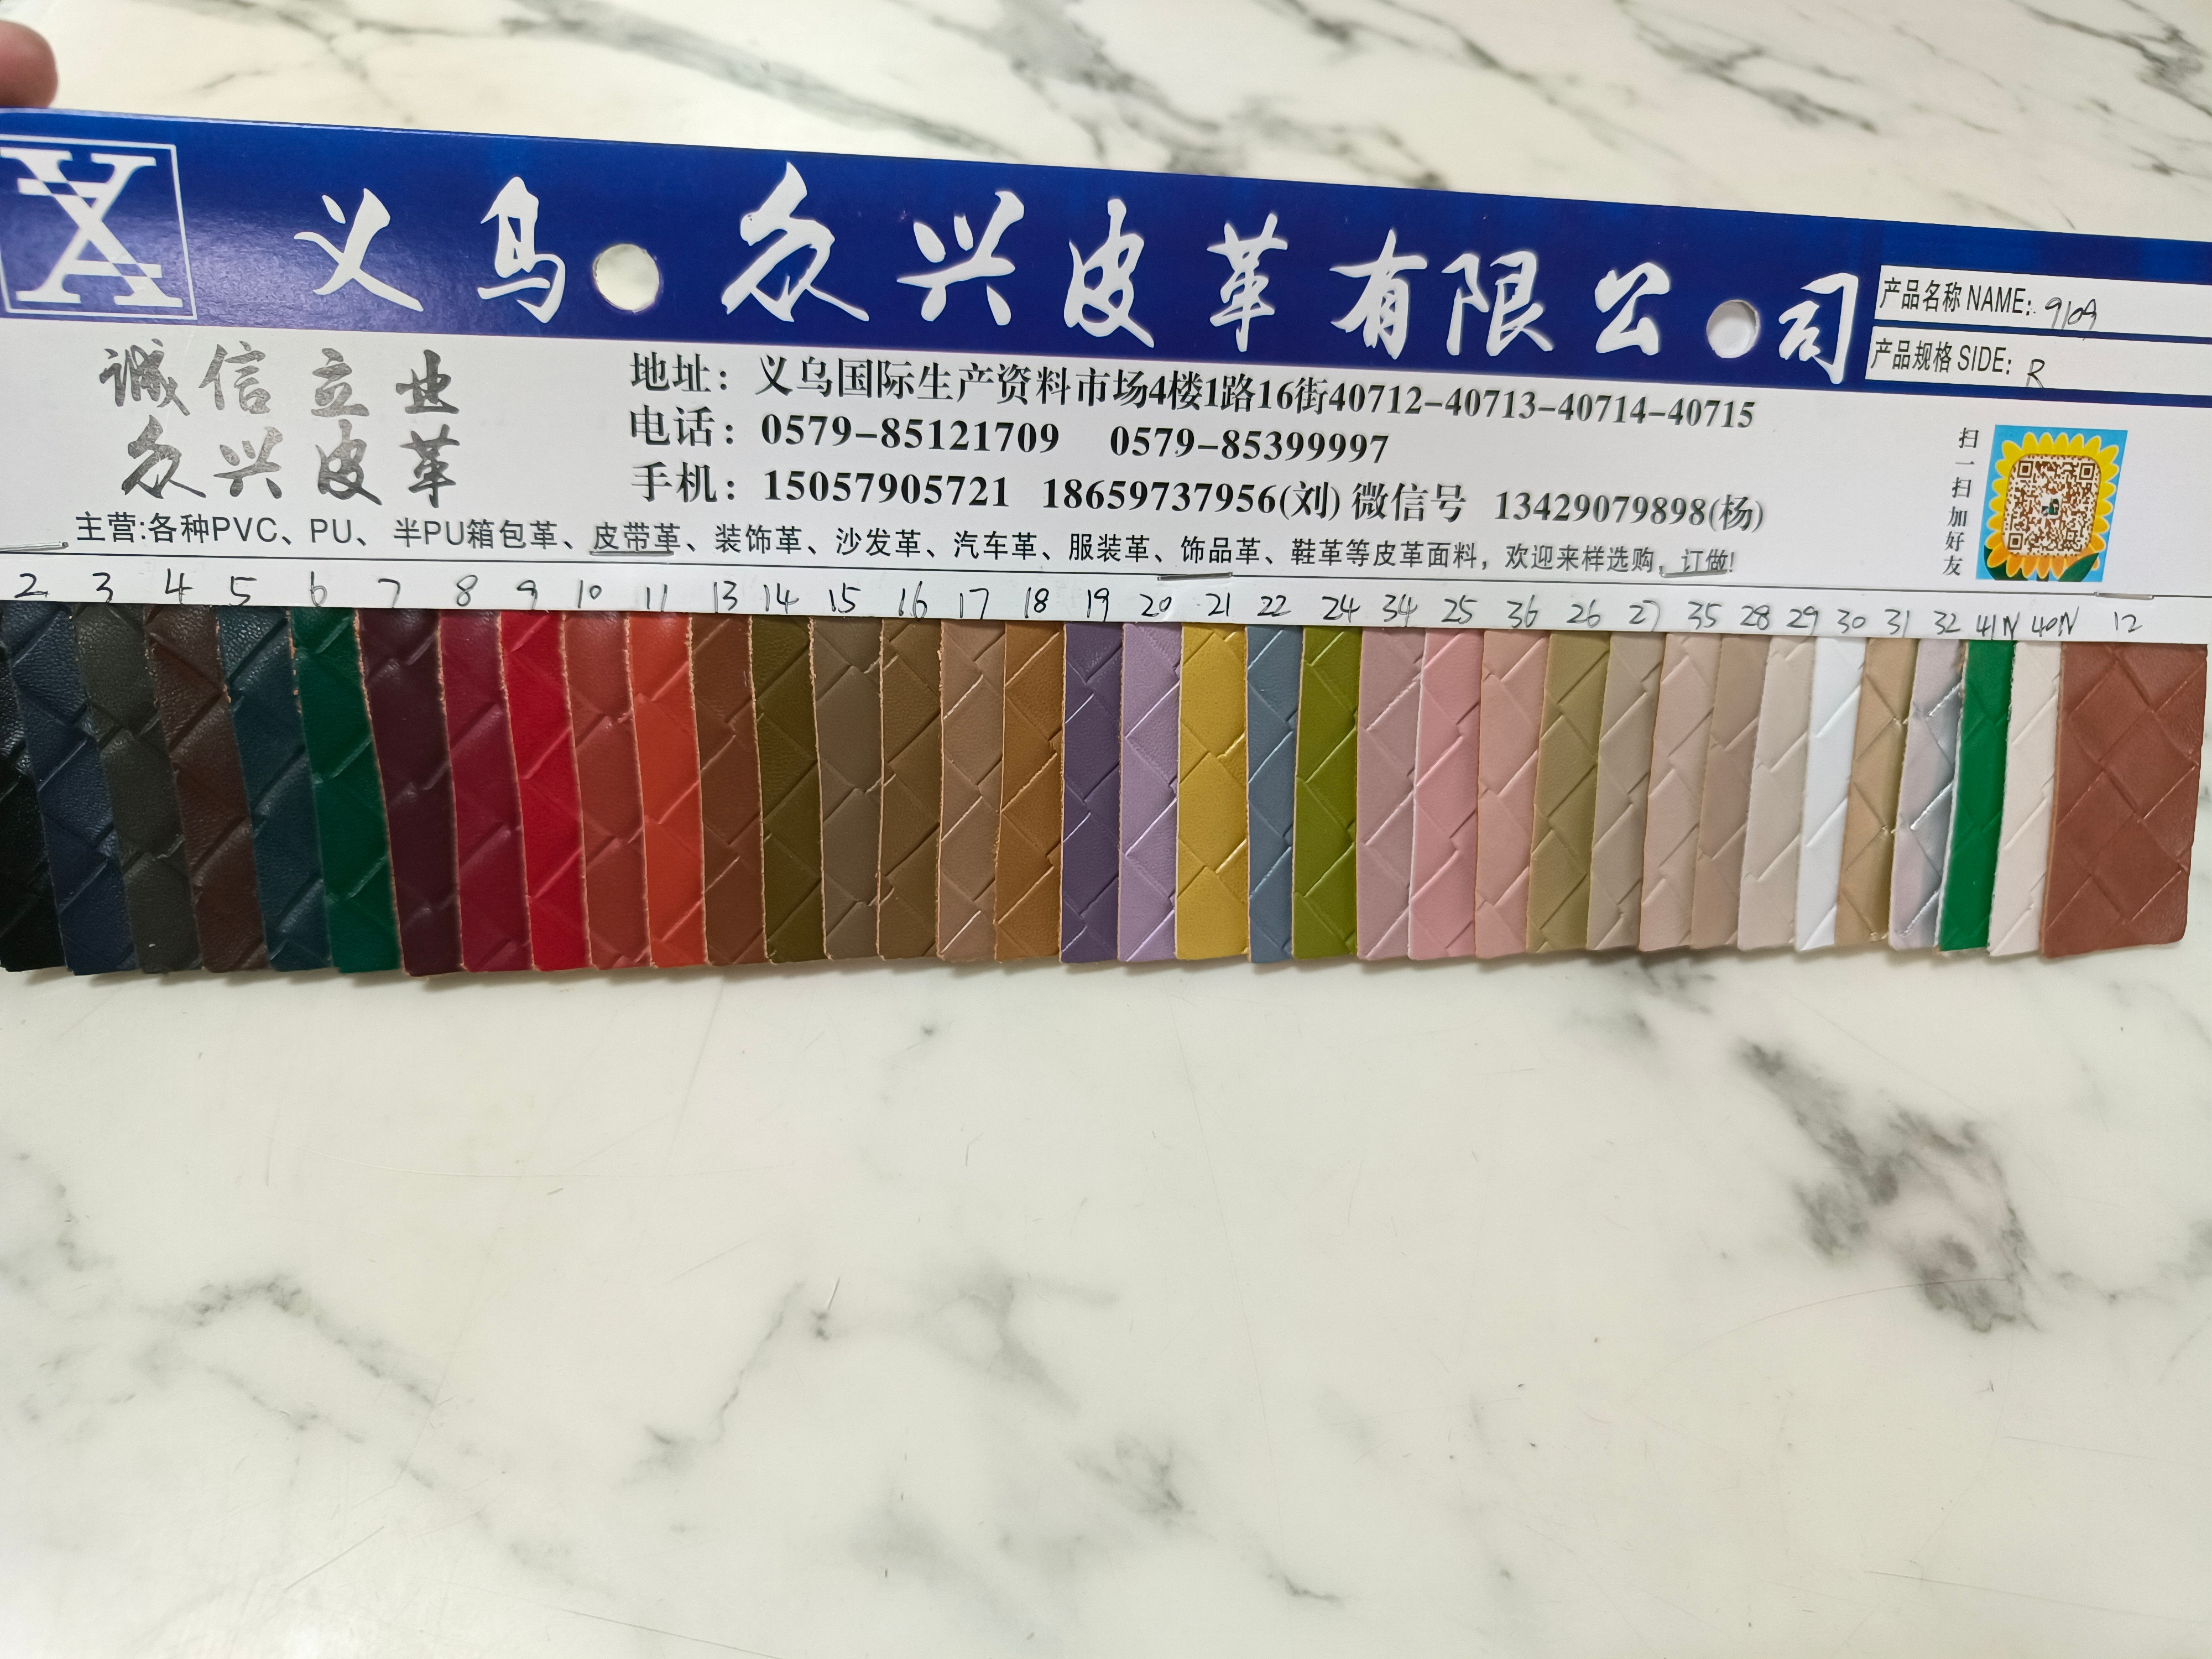 义乌众兴皮革有限公司
产品名称 NAME: 9109
产品规格 SIDE: R
诚信立业
众兴皮革
地址：义乌国际生产资料市场4楼1路16街40712-40713-40714-40715
电话：0579-85121709 0579-85399997
手机：15057905721 18659737956(刘) 微信号 13429079898(杨)
主营:各种PVC、PU、半PU箱包革、皮带革、装饰革、沙发革、汽车革、服装革、饰品革、鞋革等皮革面料，欢迎来样选购，订做!
扫一扫加好友
2 3 4 5 6 7 8 9 10 11 13 14 15 16 17 18 19 20 21 22 24 34 25 36 26 27 35 28 29 30 31 32 41N 40N 12